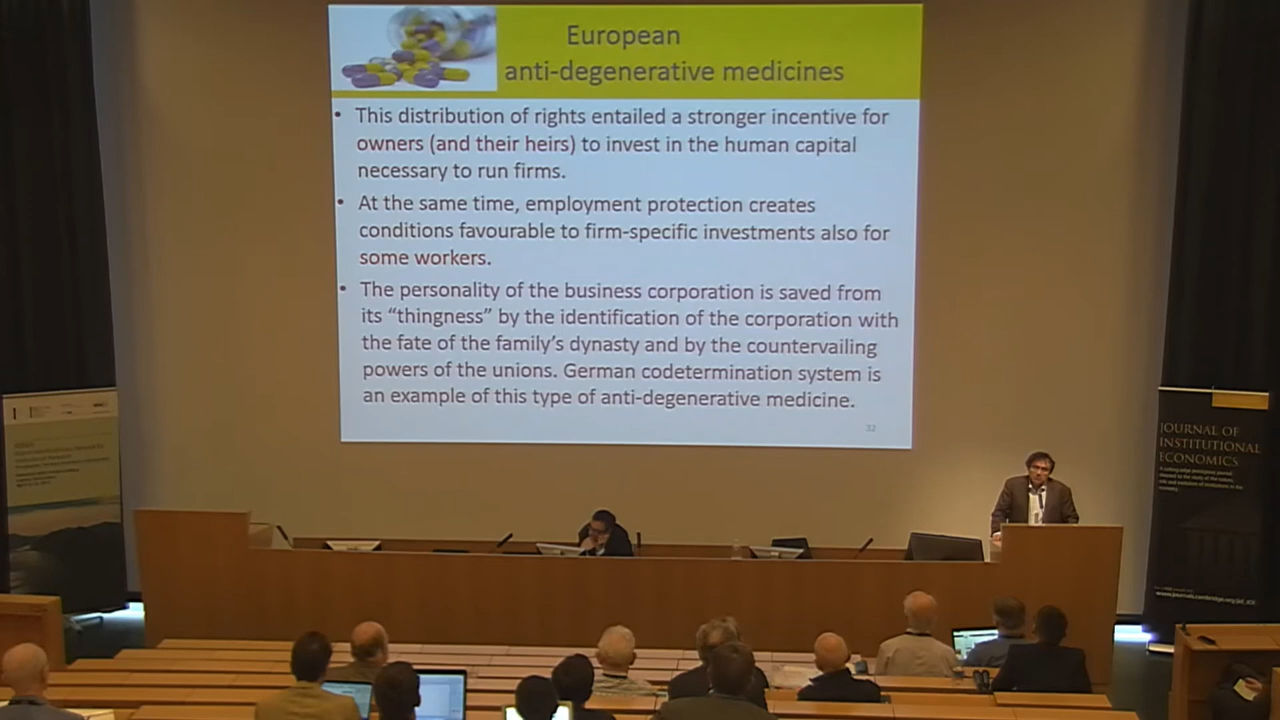 European
anti-degenerative medicines
• This distribution of rights entailed a stronger incentive for
owners (and their heirs) to invest in the human capital
necessary to run firms.
• At the same time, employment protection creates
conditions favourable to firm-specific investments also for
some workers.
• The personality of the business corporation is saved from
its “thingness” by the identification of the corporation with
the fate of the family’s dynasty and by the countervailing
powers of the unions. German codetermination system is
an example of this type of anti-degenerative medicine.
32
JOURNAL OF
INSTITUTIONAL
ECONOMICS